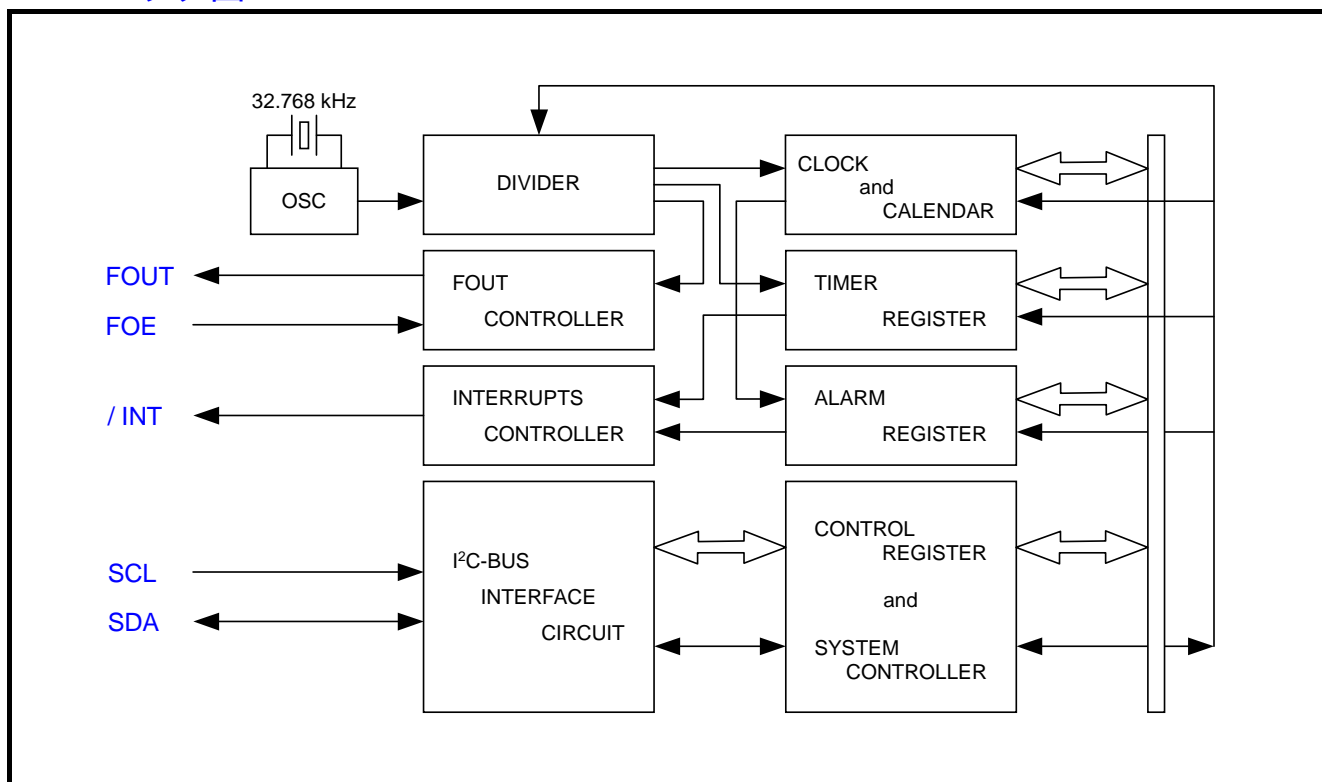 32.768 kHz
OSC
DIVIDER
CLOCK
and
CALENDAR
FOUT
FOE
FOUT
CONTROLLER
TIMER
REGISTER
/ INT
INTERRUPTS
CONTROLLER
ALARM
REGISTER
SCL
SDA
I²C-BUS
INTERFACE
CIRCUIT
CONTROL
REGISTER
and
SYSTEM
CONTROLLER